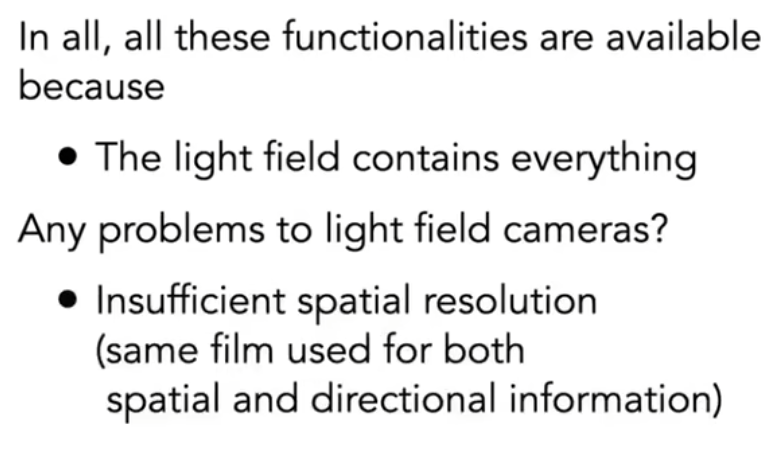 In all, all these functionalities are available
because
• The light field contains everything
Any problems to light field cameras?
• Insufficient spatial resolution
(same film used for both
spatial and directional information)